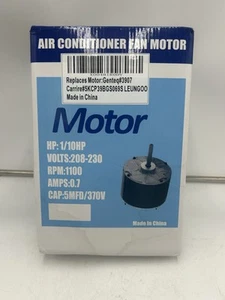 AIR CONDITIONER FAN MOTOR
Replaces Motor:Genteq#3907
Carrire#5KCP39BGS069S LEUNGOO
Made in China
Motor
HP: 1/10HP
VOLTS:208-230
RPM:1100
AMPS:0.7
CAP:5MFD/370V
Made In China